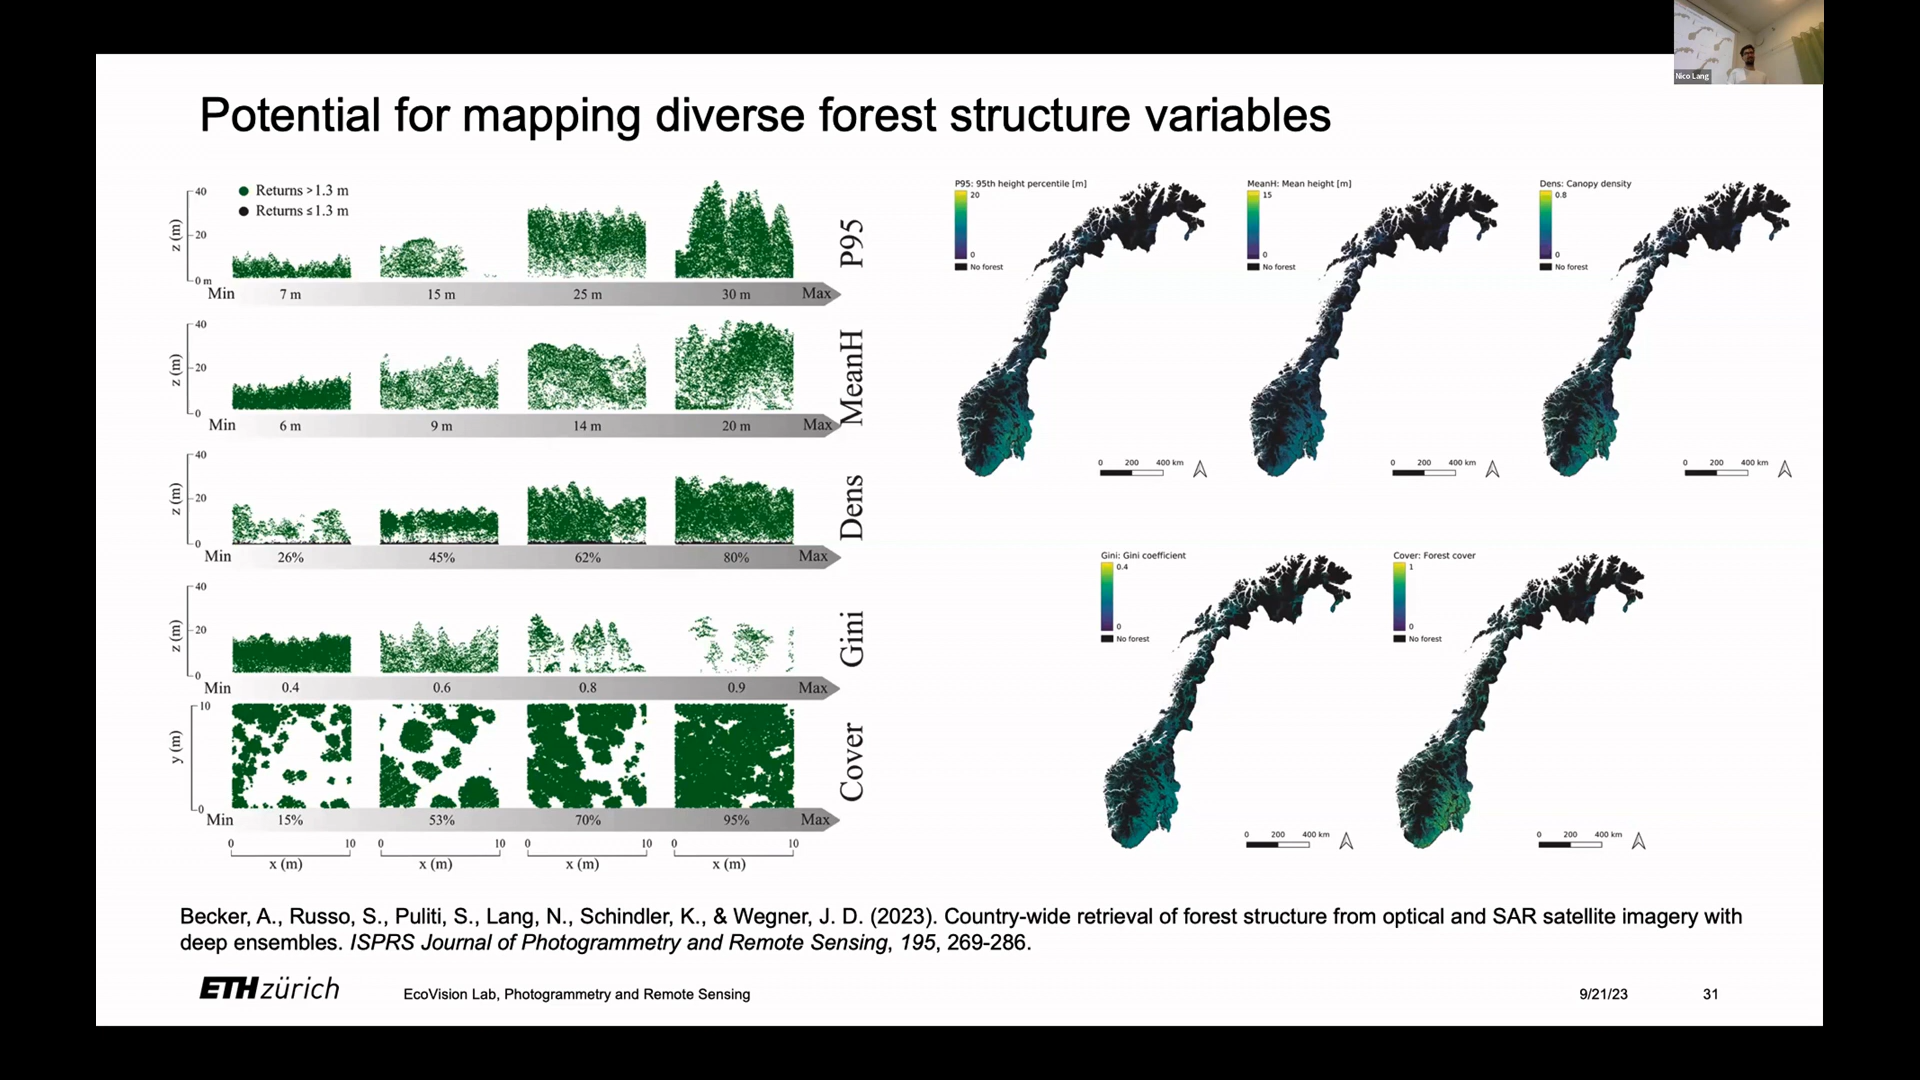 Nico Lang
Potential for mapping diverse forest structure variables
Returns >1.3 m
Returns ≤1.3 m
z (m)
40
20
0 m
P95
Min 7 m 15 m 25 m 30 m Max
z (m)
40
20
0
MeanH
Min 6 m 9 m 14 m 20 m Max
z (m)
40
20
0
Dens
Min 26% 45% 62% 80% Max
z (m)
40
20
0
Gini
Min 0.4 0.6 0.8 0.9 Max
y (m)
10
0
Cover
Min 15% 53% 70% 95% Max
0 10 0 10 0 10 0 10
x (m) x (m) x (m) x (m)
P95: 95th height percentile [m]
20
0
No forest
0 200 400 km
MeanH: Mean height [m]
15
0
No forest
0 200 400 km
Dens: Canopy density
0.8
0
No forest
0 200 400 km
Gini: Gini coefficient
0.4
0
No forest
0 200 400 km
Cover: Forest cover
1
0
No forest
0 200 400 km
Becker, A., Russo, S., Puliti, S., Lang, N., Schindler, K., & Wegner, J. D. (2023). Country-wide retrieval of forest structure from optical and SAR satellite imagery with
deep ensembles. ISPRS Journal of Photogrammetry and Remote Sensing, 195, 269-286.
ETH zürich
EcoVision Lab, Photogrammetry and Remote Sensing
9/21/23
31